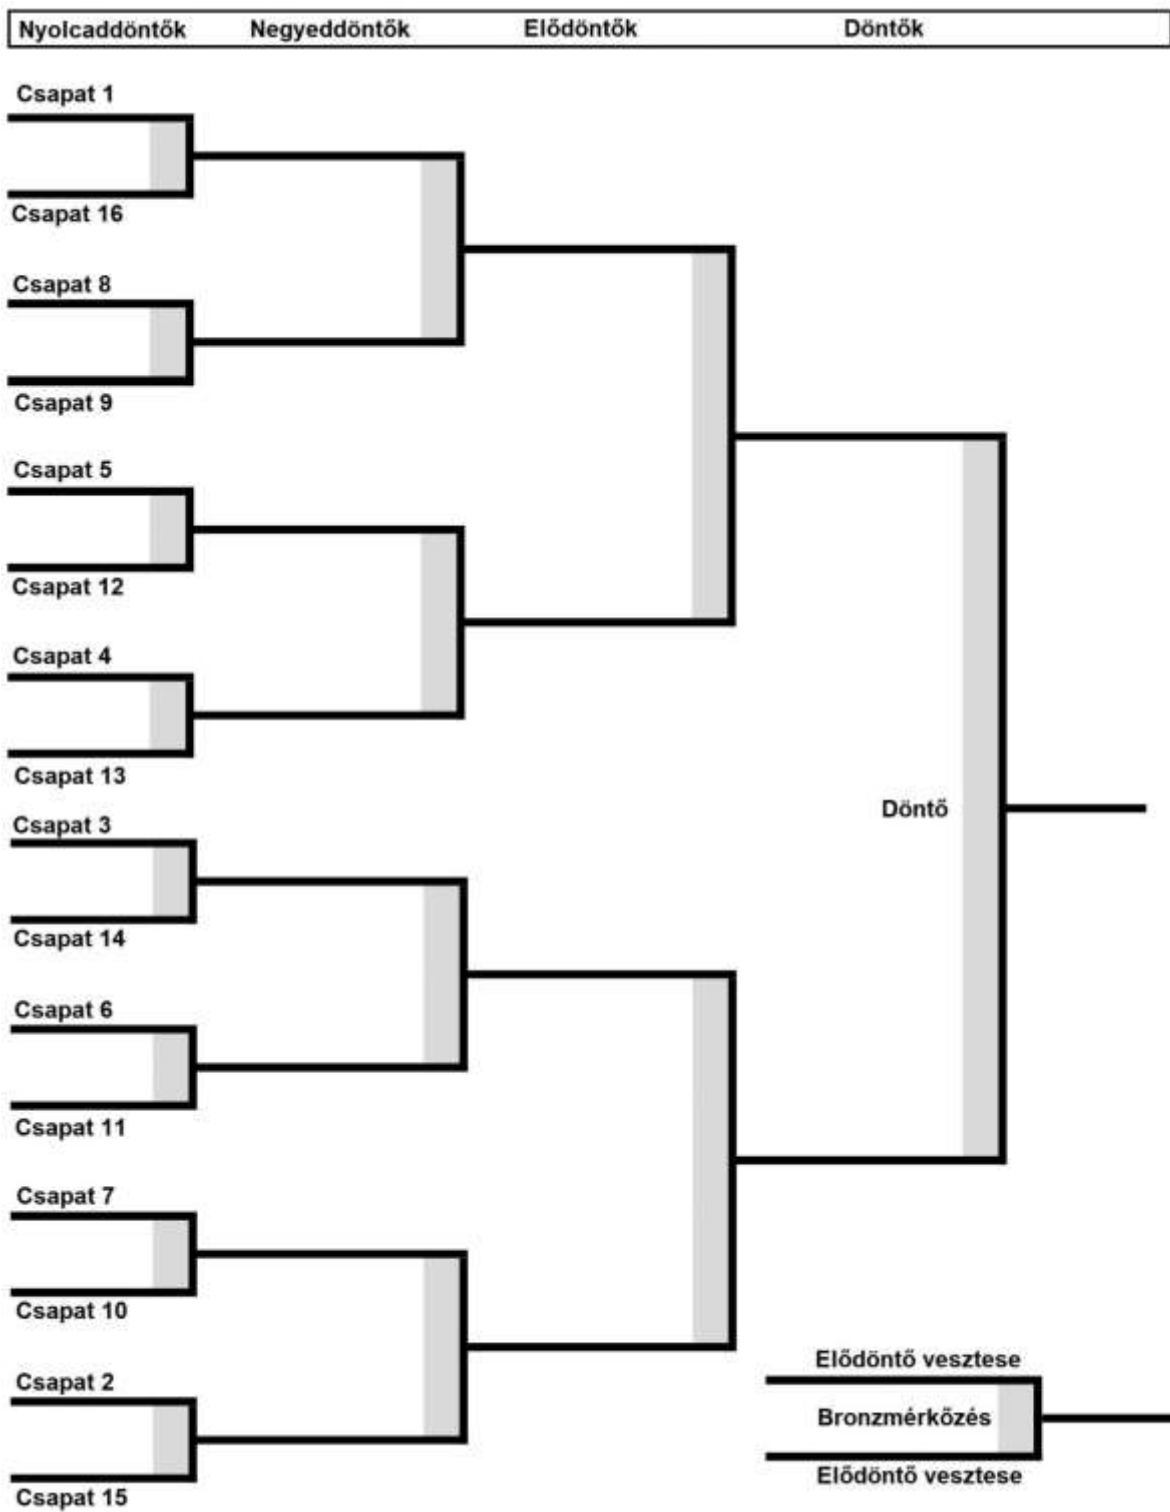 Nyolcaddöntők Negyeddöntők Elődöntők Döntők
Csapat 1
Csapat 16
Csapat 8
Csapat 9
Csapat 5
Csapat 12
Csapat 4
Csapat 13
Döntő
Csapat 3
Csapat 14
Csapat 6
Csapat 11
Csapat 7
Csapat 10
Csapat 2
Csapat 15
Elődöntő vesztese
Bronzmérkőzés
Elődöntő vesztese